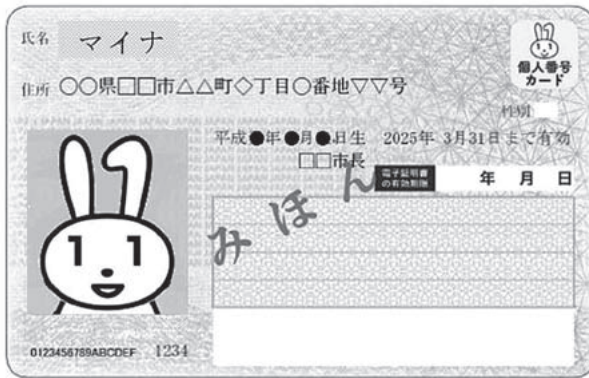 氏名 マイナ
個人番号
カード
住所 ○○県□□市△△町◇丁目○番地▽▽号
性別
平成●年●月●日生 2025年 3月31日まで有効
□□市長
電子証明書
の有効期限
年 月 日
みほん
1 1
0123456789ABCDEF 1234